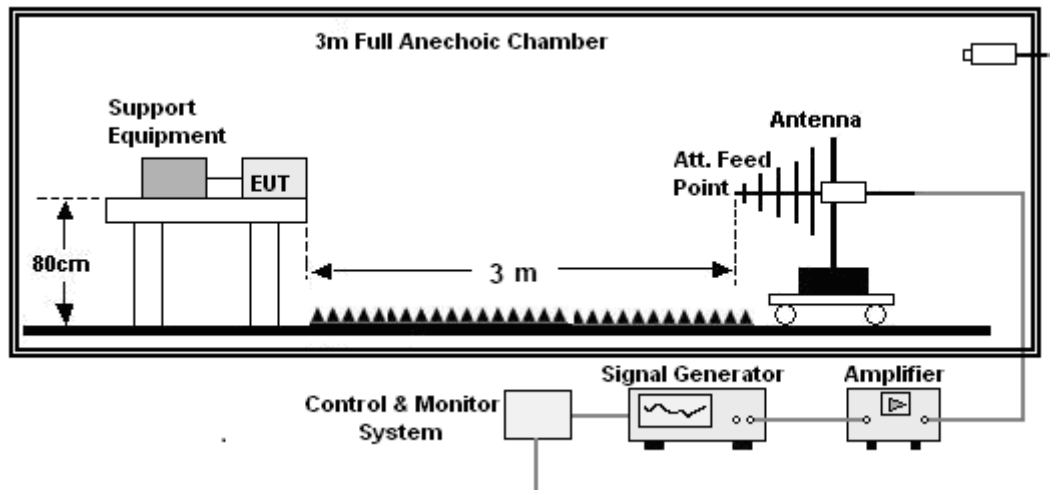 3m Full Anechoic Chamber
Support
Equipment
EUT
Antenna
Att. Feed
Point
80cm
3 m
Signal Generator
Amplifier
Control & Monitor
System